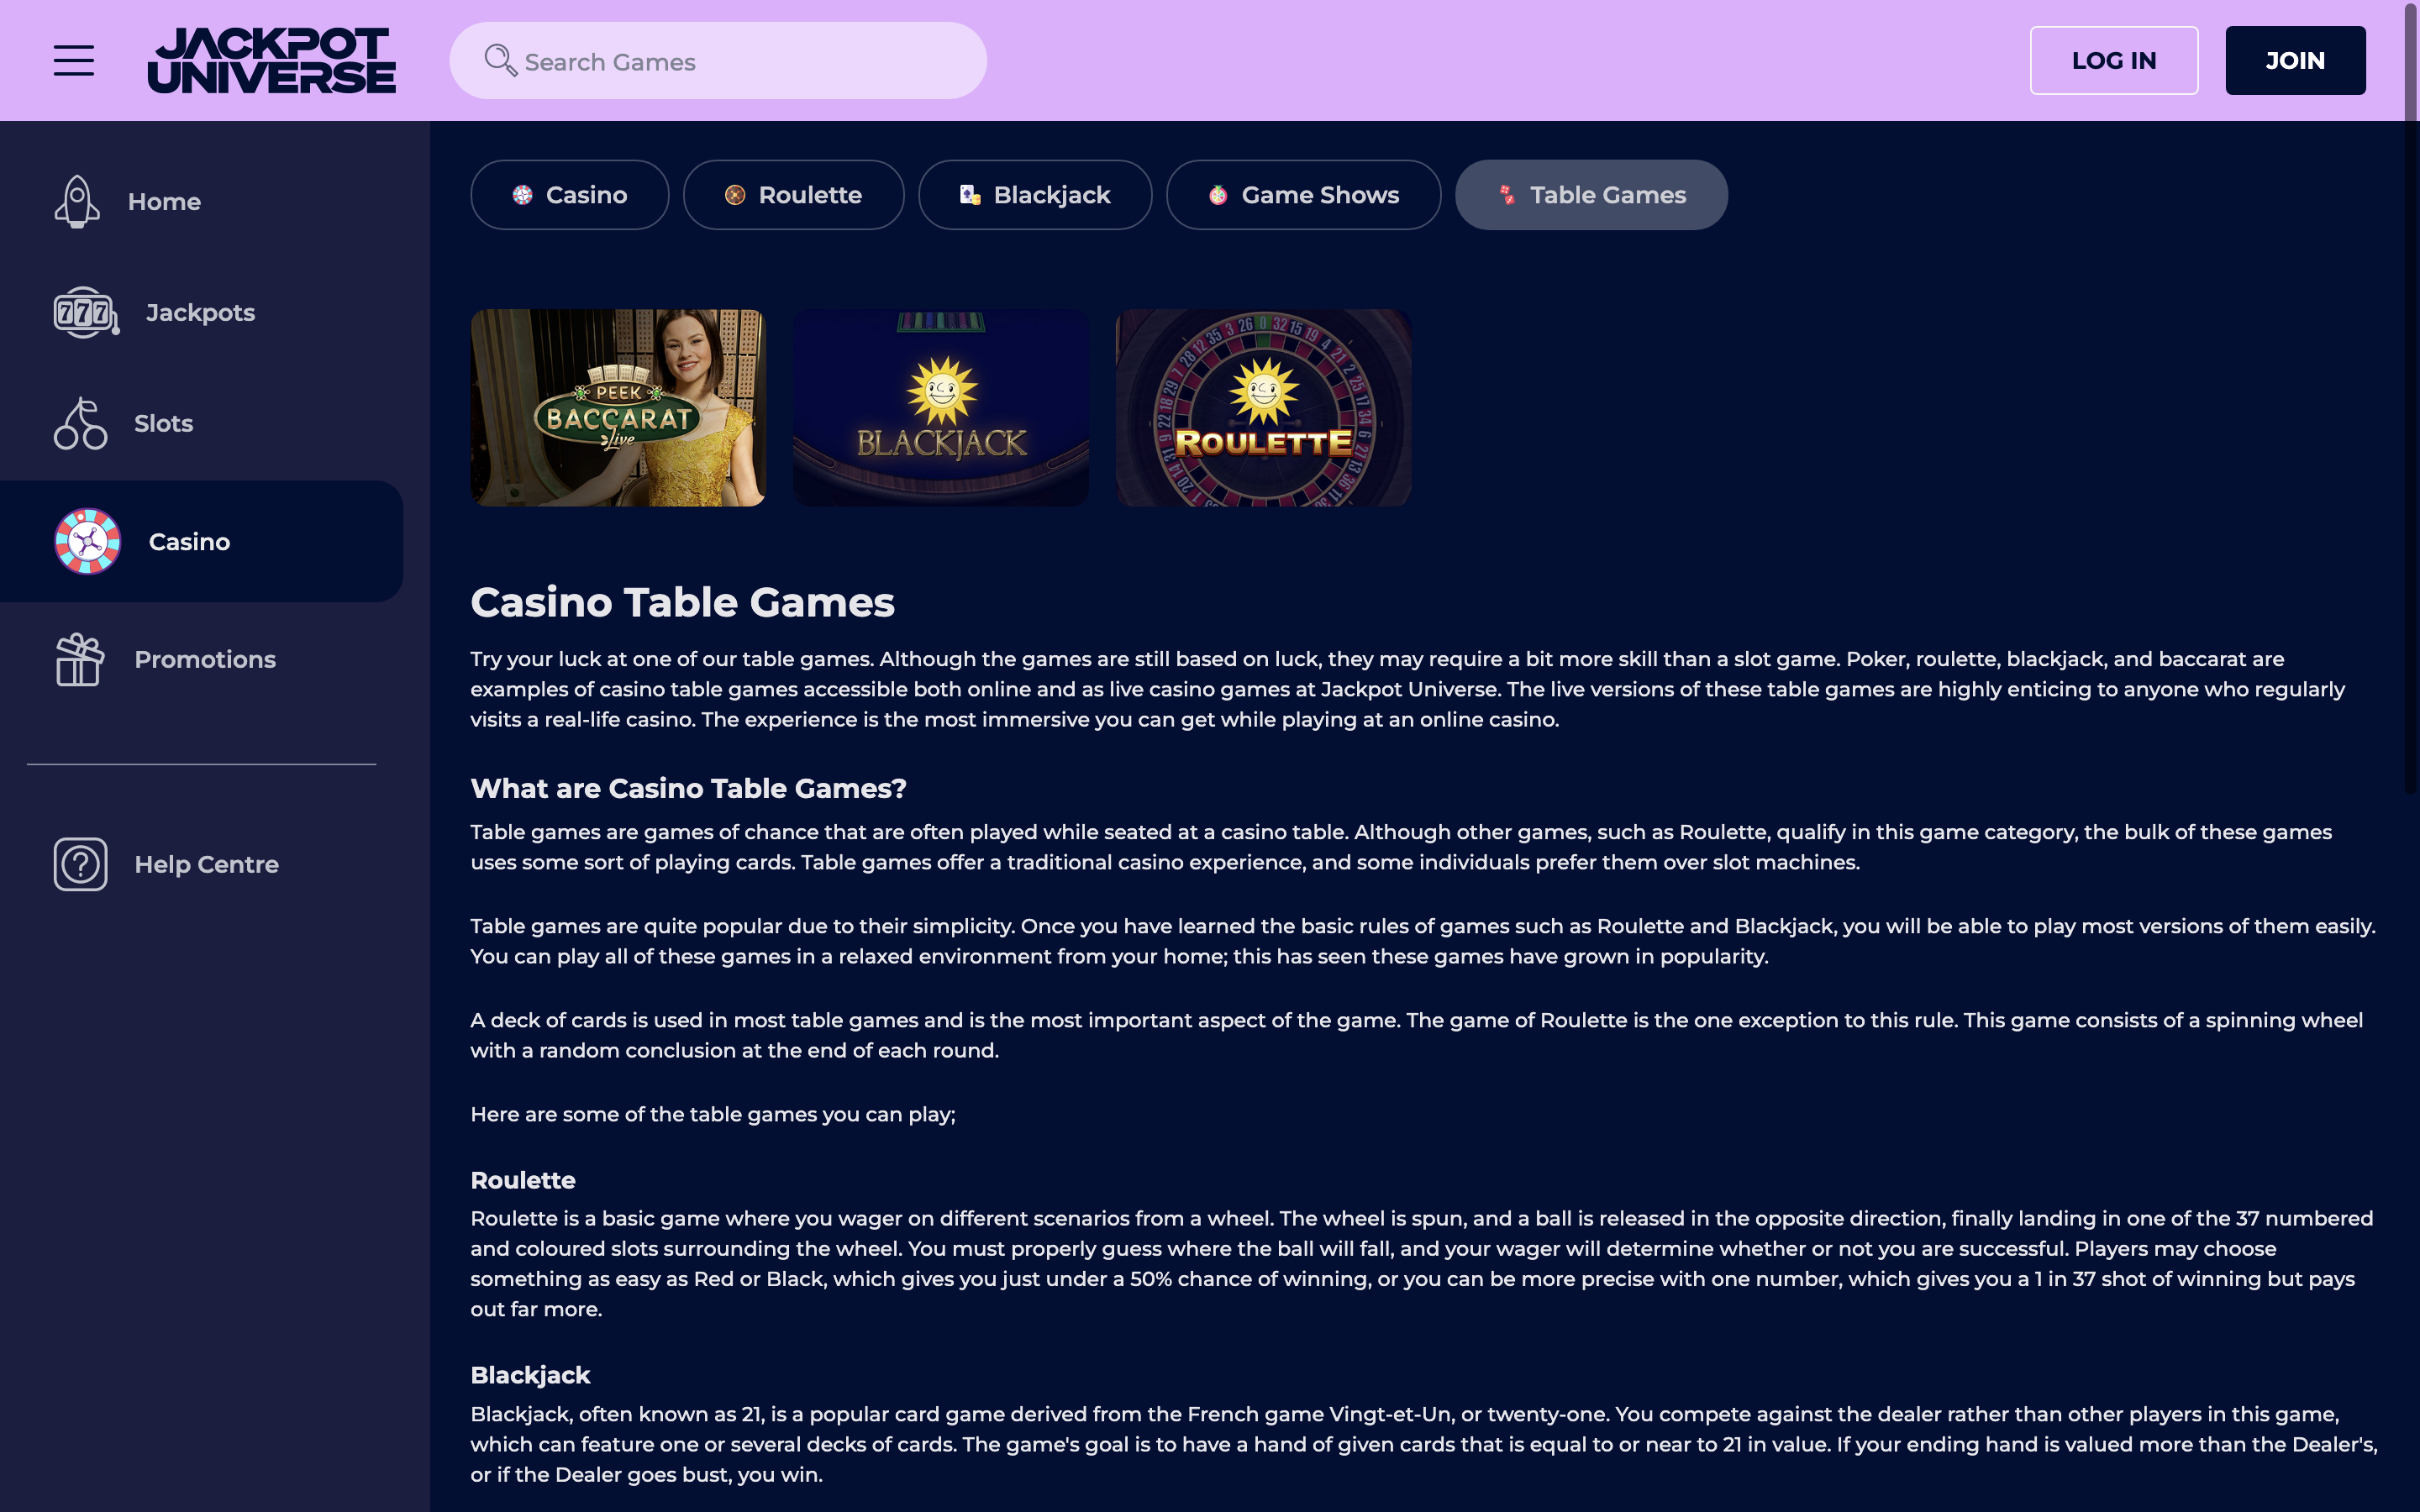 JACKPOT
UNIVERSE
Search Games
LOG IN
JOIN
Home
Jackpots
Slots
Casino
Promotions
Help Centre
Casino
Roulette
Blackjack
Game Shows
Table Games
PEEK
BACCARAT
Live
BLACKJACK
ROULETTE
Casino Table Games
Try your luck at one of our table games. Although the games are still based on luck, they may require a bit more skill than a slot game. Poker, roulette, blackjack, and baccarat are
examples of casino table games accessible both online and as live casino games at Jackpot Universe. The live versions of these table games are highly enticing to anyone who regularly
visits a real-life casino. The experience is the most immersive you can get while playing at an online casino.
What are Casino Table Games?
Table games are games of chance that are often played while seated at a casino table. Although other games, such as Roulette, qualify in this game category, the bulk of these games
uses some sort of playing cards. Table games offer a traditional casino experience, and some individuals prefer them over slot machines.
Table games are quite popular due to their simplicity. Once you have learned the basic rules of games such as Roulette and Blackjack, you will be able to play most versions of them easily.
You can play all of these games in a relaxed environment from your home; this has seen these games have grown in popularity.
A deck of cards is used in most table games and is the most important aspect of the game. The game of Roulette is the one exception to this rule. This game consists of a spinning wheel
with a random conclusion at the end of each round.
Here are some of the table games you can play;
Roulette
Roulette is a basic game where you wager on different scenarios from a wheel. The wheel is spun, and a ball is released in the opposite direction, finally landing in one of the 37 numbered
and coloured slots surrounding the wheel. You must properly guess where the ball will fall, and your wager will determine whether or not you are successful. Players may choose
something as easy as Red or Black, which gives you just under a 50% chance of winning, or you can be more precise with one number, which gives you a 1 in 37 shot of winning but pays
out far more.
Blackjack
Blackjack, often known as 21, is a popular card game derived from the French game Vingt-et-Un, or twenty-one. You compete against the dealer rather than other players in this game,
which can feature one or several decks of cards. The game's goal is to have a hand of given cards that is equal to or near to 21 in value. If your ending hand is valued more than the Dealer's,
or if the Dealer goes bust, you win.